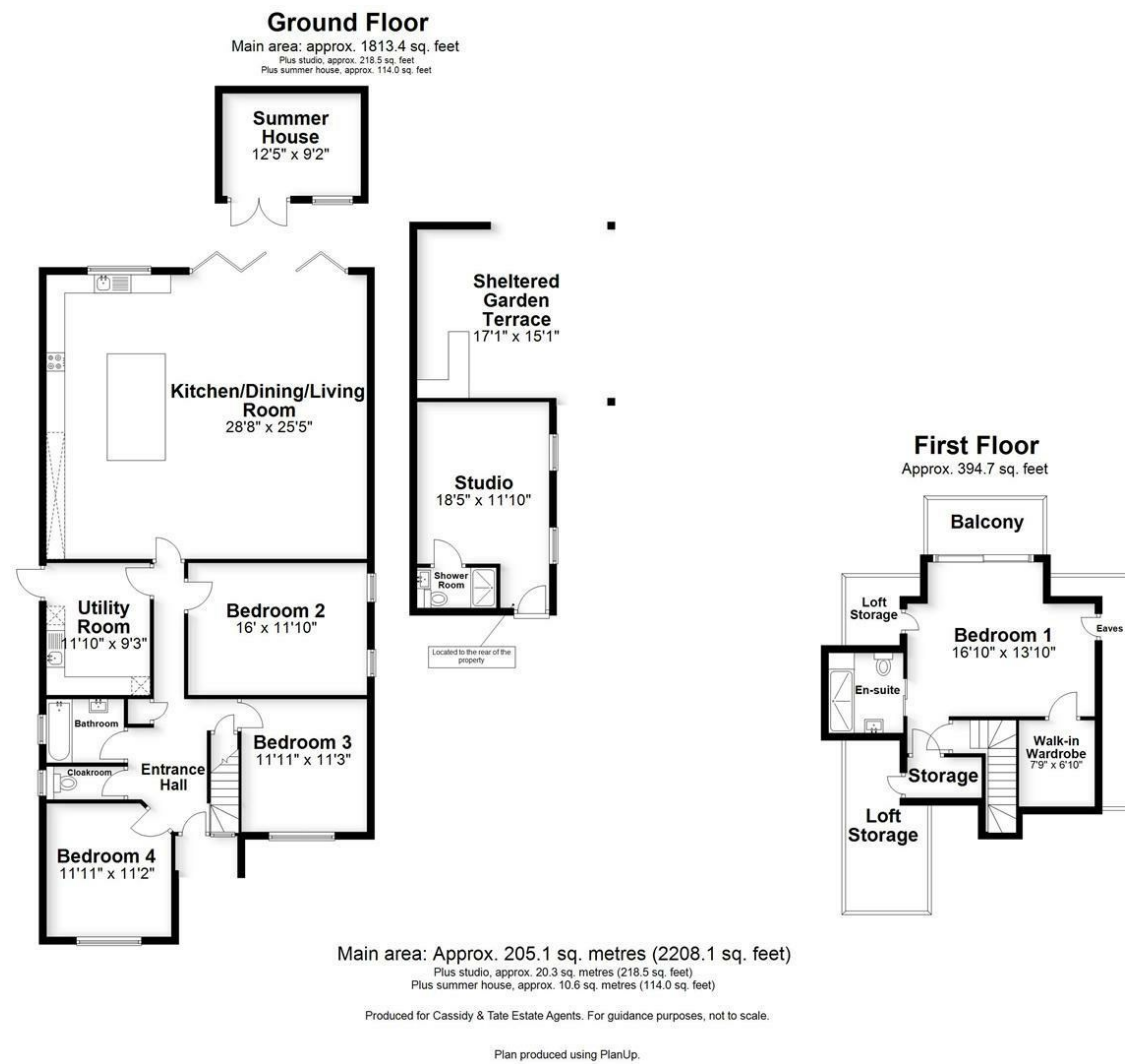 Ground Floor
Main area: approx. 1813.4 sq. feet
Plus studio, approx. 218.5 sq. feet
Plus summer house, approx. 114.0 sq. feet
Summer
House
12'5" x 9'2"
Sheltered
Garden
Terrace
17'1" x 15'1"
Kitchen/Dining/Living
Room
28'8" x 25'5"
Studio
18'5" x 11'10"
Shower
Room
Located to the rear of the
property
Utility
Room
11'10" x 9'3"
Bedroom 2
16' x 11'10"
Bathroom
Bedroom 3
11'11" x 11'3"
Cloakroom
Entrance
Hall
Bedroom 4
11'11" x 11'2"
First Floor
Approx. 394.7 sq. feet
Balcony
Loft
Storage
Bedroom 1
16'10" x 13'10"
Eaves
En-suite
Walk-in
Wardrobe
7'9" x 6'10"
Storage
Loft
Storage
Main area: Approx. 205.1 sq. metres (2208.1 sq. feet)
Plus studio, approx. 20.3 sq. metres (218.5 sq. feet)
Plus summer house, approx. 10.6 sq. metres (114.0 sq. feet)
Produced for Cassidy & Tate Estate Agents. For guidance purposes, not to scale.
Plan produced using PlanUp.